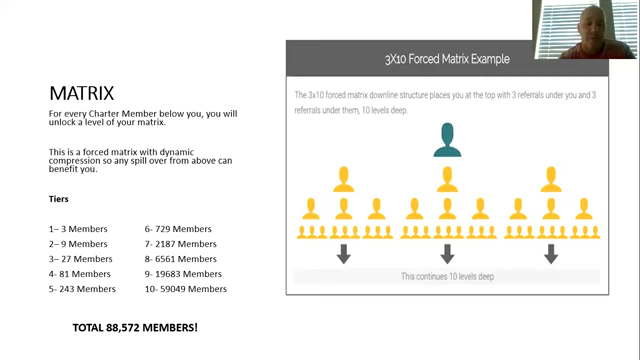 MATRIX
For every Charter Member below you, you will
unlock a level of your matrix.
This is a forced matrix with dynamic
compression so any spill over from above can
benefit you.
Tiers
1– 3 Members
2– 9 Members
3– 27 Members
4- 81 Members
5- 243 Members
6- 729 Members
7- 2187 Members
8- 6561 Members
9- 19683 Members
10- 59049 Members
TOTAL 88,572 MEMBERS!
3X10 Forced Matrix Example
The 3x10 forced matrix downline structure places you at the top with 3 referrals under you and 3
referrals under them, 10 levels deep.
This continues 10 levels deep